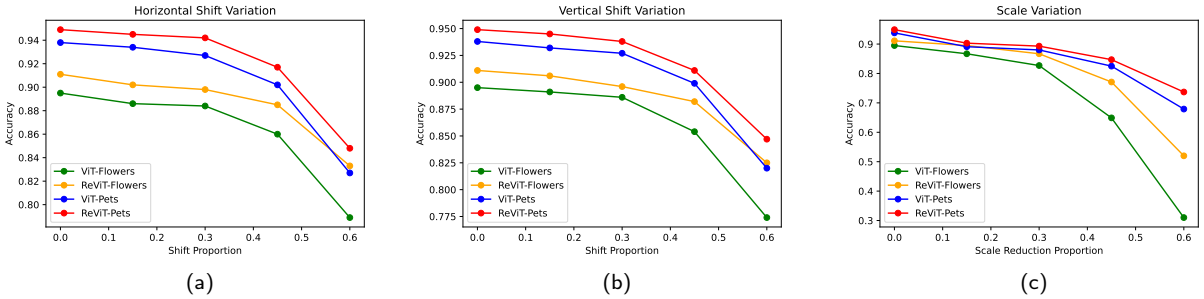 Horizontal Shift Variation
Accuracy
0.94
0.92
0.90
0.88
0.86
0.84
0.82
0.80
ViT-Flowers
ReViT-Flowers
ViT-Pets
ReViT-Pets
0.0 0.1 0.2 0.3 0.4 0.5 0.6
Shift Proportion
(a)
Vertical Shift Variation
Accuracy
0.950
0.925
0.900
0.875
0.850
0.825
0.800
0.775
ViT-Flowers
ReViT-Flowers
ViT-Pets
ReViT-Pets
0.0 0.1 0.2 0.3 0.4 0.5 0.6
Shift Proportion
(b)
Scale Variation
Accuracy
0.9
0.8
0.7
0.6
0.5
0.4
0.3
ViT-Flowers
ReViT-Flowers
ViT-Pets
ReViT-Pets
0.0 0.1 0.2 0.3 0.4 0.5 0.6
Scale Reduction Proportion
(c)